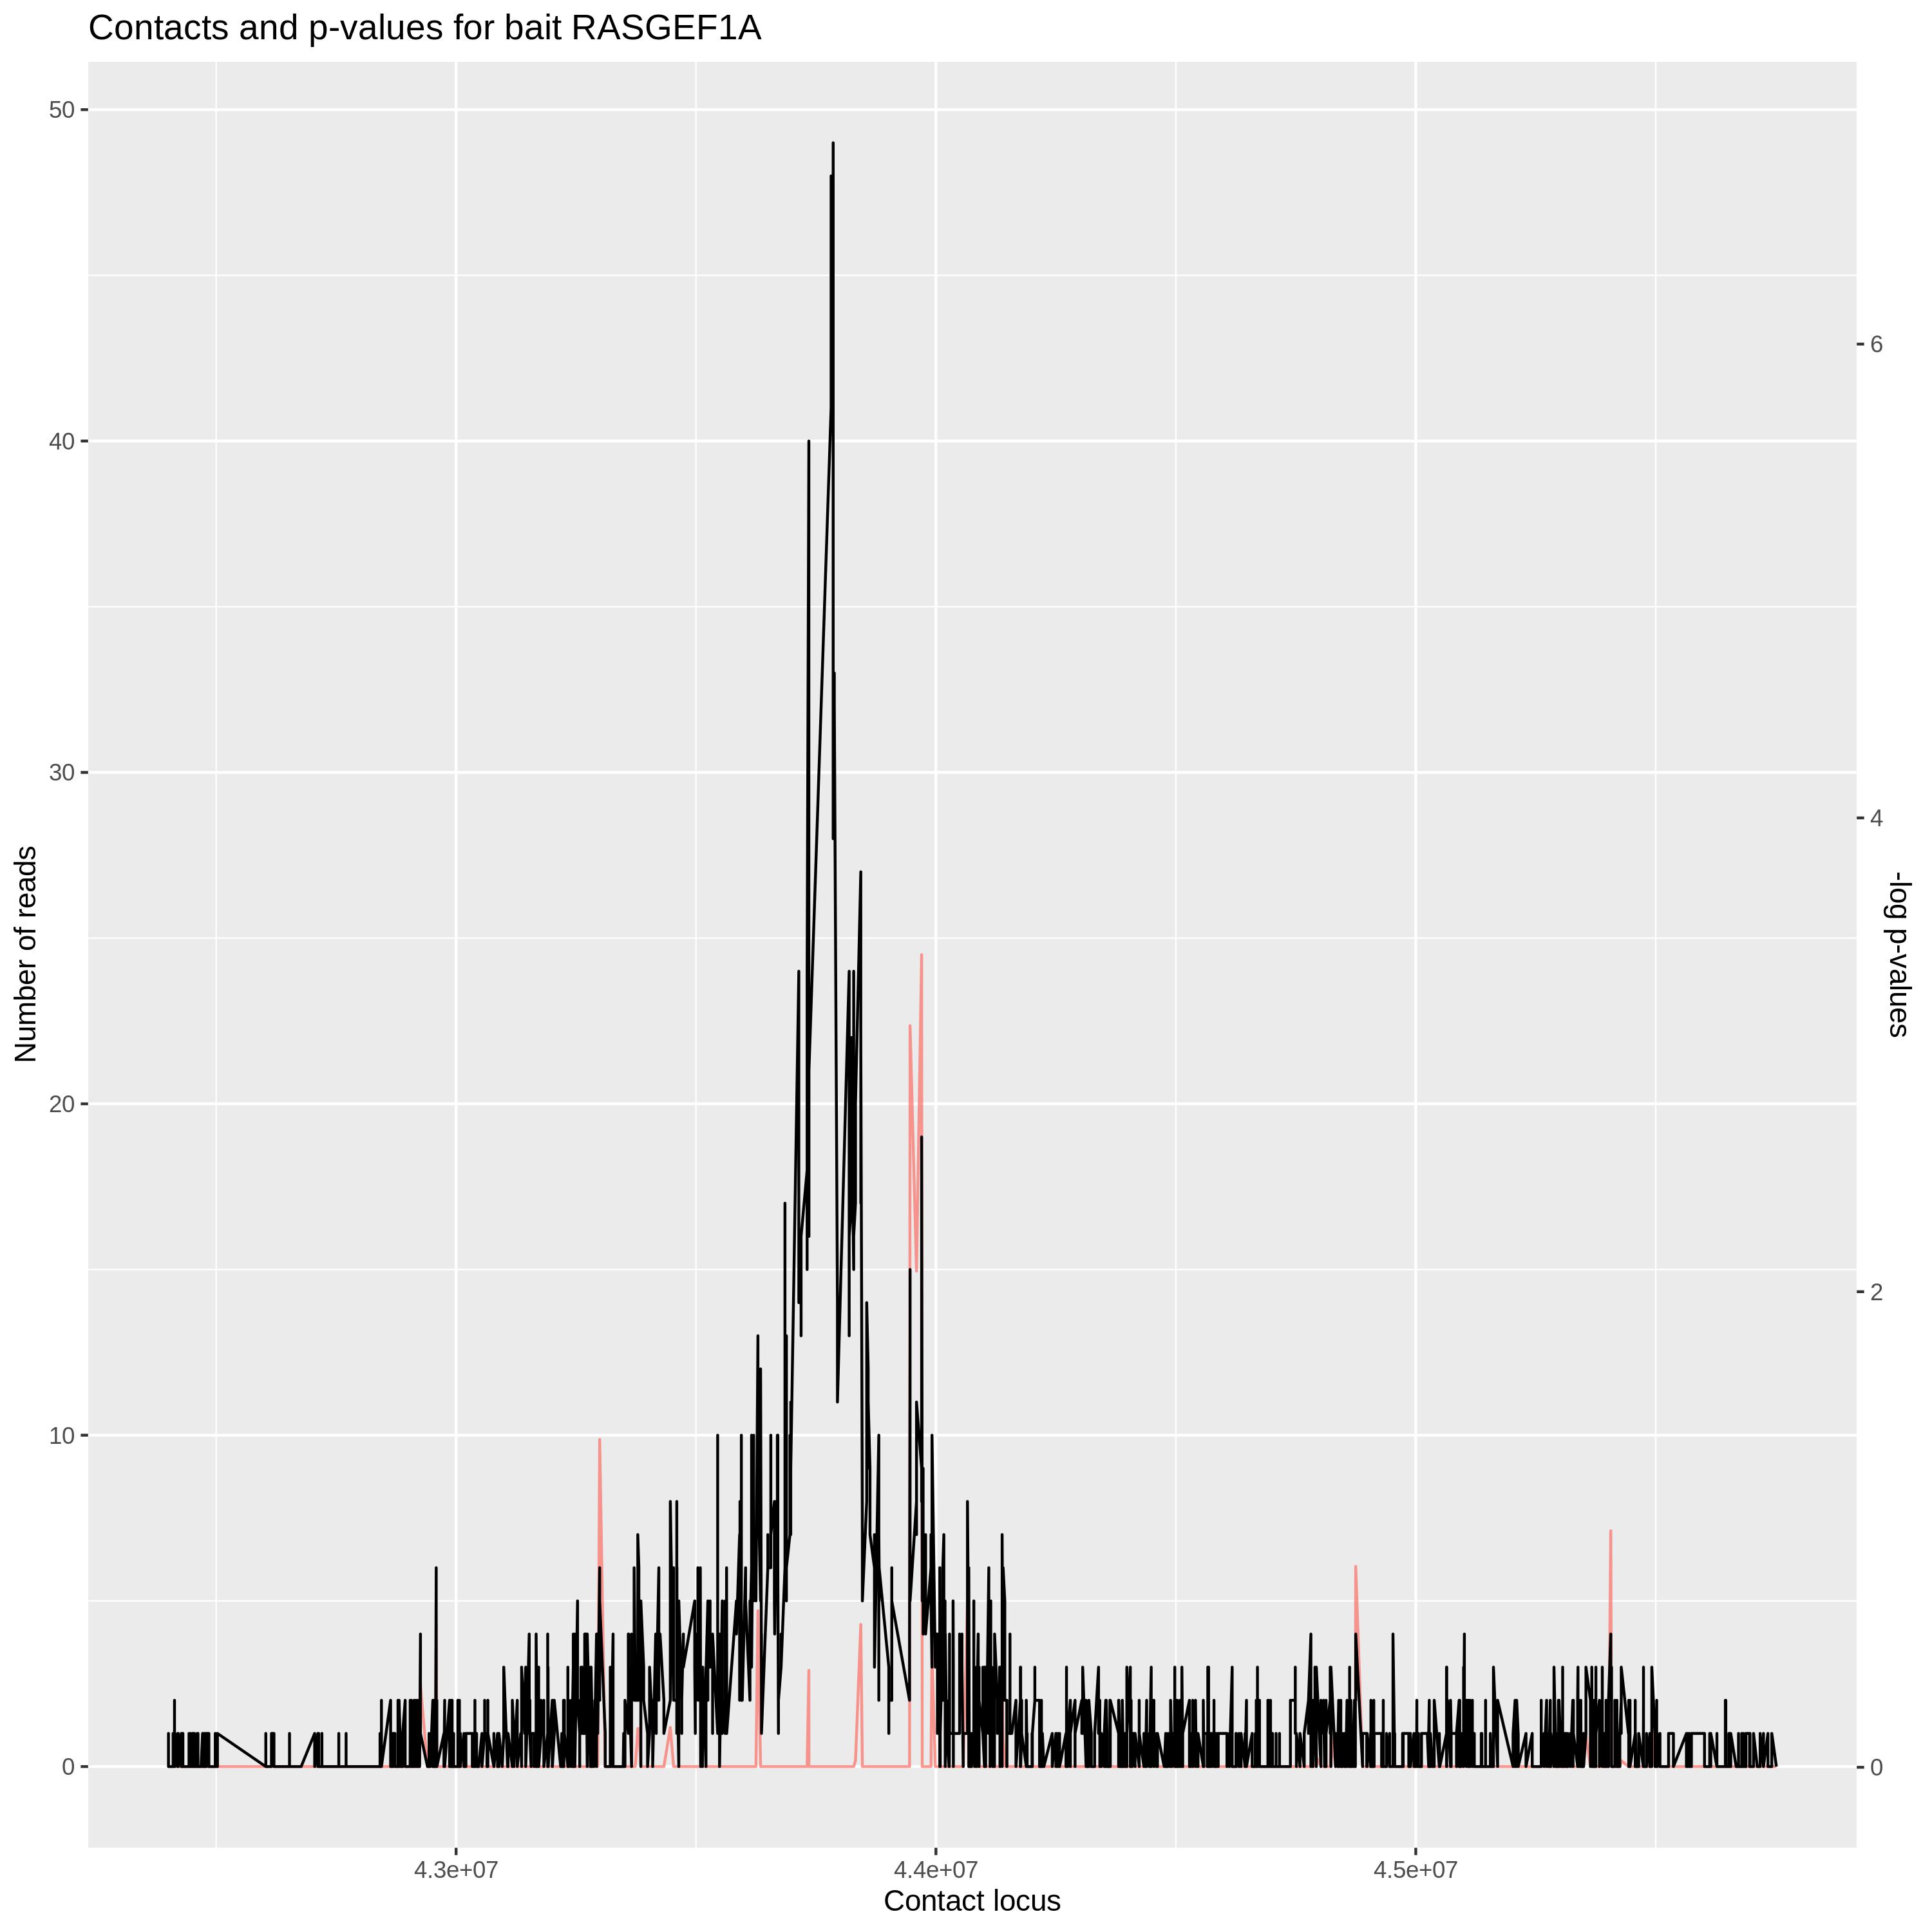 Contacts and p-values for bait RASGEF1A
50
40
30
20
10
0
Number of reads
6
4
2
0
-log p-values
4.3e+07
4.4e+07
4.5e+07
Contact locus